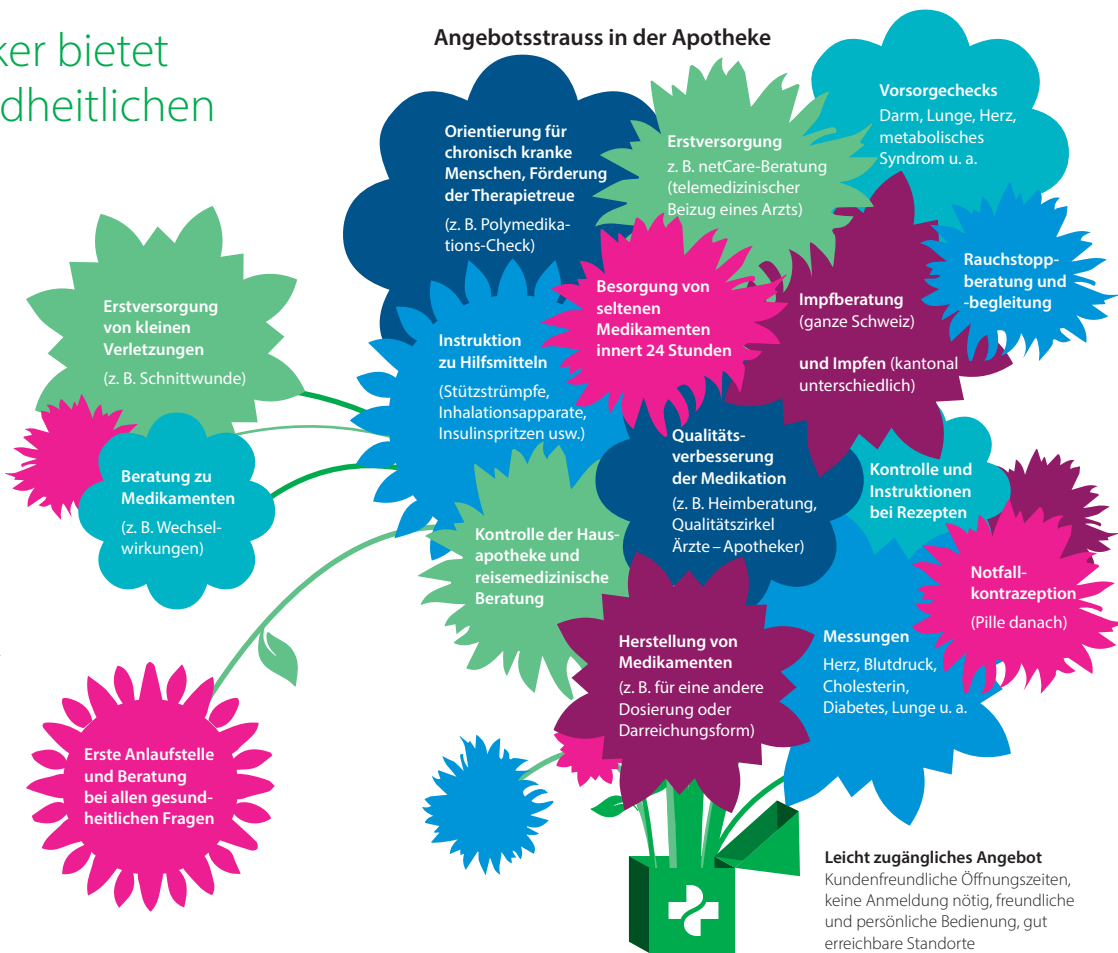 ker bietet
dheitlichen
Angebotsstrauss in der Apotheke
Orientierung für
chronisch kranke
Menschen, Förderung
der Therapietreue
(z. B. Polymedika-
tions-Check)
Erstversorgung
z. B. netCare-Beratung
(telemedizinischer
Beizug eines Arzts)
Vorsorgechecks
Darm, Lunge, Herz,
metabolisches
Syndrom u. a.
Rauchstopp-
beratung und
-begleitung
Erstversorgung
von kleinen
Verletzungen
(z. B. Schnittwunde)
Instruktion
zu Hilfsmitteln
(Stützstrümpfe,
Inhalationsapparate,
Insulinspritzen usw.)
Besorgung von
seltenen
Medikamenten
innert 24 Stunden
Impfberatung
(ganze Schweiz)
und Impfen (kantonal
unterschiedlich)
Beratung zu
Medikamenten
(z. B. Wechsel-
wirkungen)
Qualitäts-
verbesserung
der Medikation
(z. B. Heimberatung,
Qualitätszirkel
Ärzte – Apotheker)
Kontrolle und
Instruktionen
bei Rezepten
Kontrolle der Haus-
apotheke und
reisemedizinische
Beratung
Notfall-
kontrazeption
(Pille danach)
Herstellung von
Medikamenten
(z. B. für eine andere
Dosierung oder
Darreichungsform)
Messungen
Herz, Blutdruck,
Cholesterin,
Diabetes, Lunge u. a.
Erste Anlaufstelle
und Beratung
bei allen gesund-
heitlichen Fragen
Leicht zugängliches Angebot
Kundenfreundliche Öffnungszeiten,
keine Anmeldung nötig, freundliche
und persönliche Bedienung, gut
erreichbare Standorte